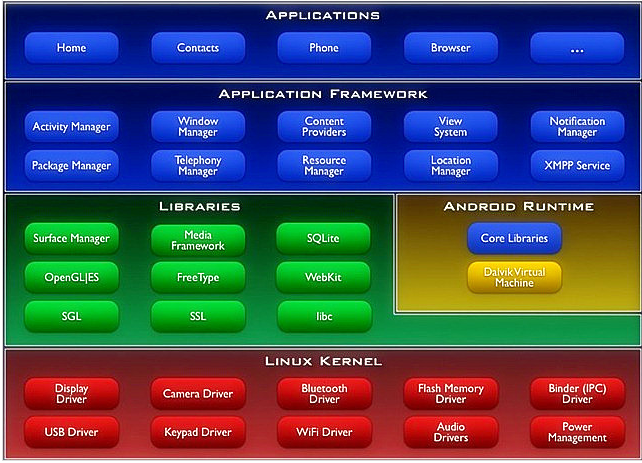 APPLICATIONS
Home
Contacts
Phone
Browser
...
APPLICATION FRAMEWORK
Activity Manager
Window
Manager
Content
Providers
View
System
Notification
Manager
Package Manager
Telephony
Manager
Resource
Manager
Location
Manager
XMPP Service
LIBRARIES
Surface Manager
Media
Framework
SQLite
OpenGL|ES
FreeType
WebKit
SGL
SSL
libc
ANDROID RUNTIME
Core Libraries
Dalvik Virtual
Machine
LINUX KERNEL
Display
Driver
Camera Driver
Bluetooth
Driver
Flash Memory
Driver
Binder (IPC)
Driver
USB Driver
Keypad Driver
WiFi Driver
Audio
Drivers
Power
Management